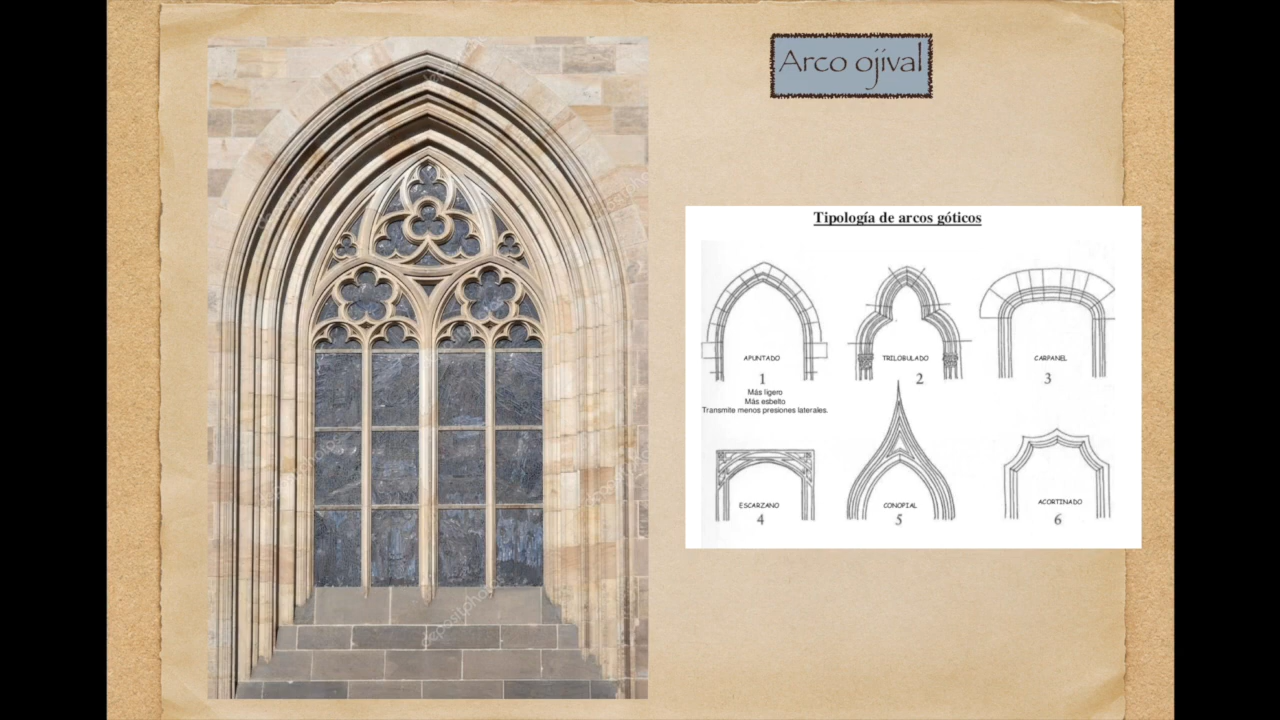 Arco ojival
Tipología de arcos góticos
APUNTADO
1
Más ligero
Más esbelto
Transmite menos presiones laterales.
TRILOBULADO
2
CARPANEL
3
ESCARZANO
4
CONOPIAL
5
ACORTINADO
6
depositphotos